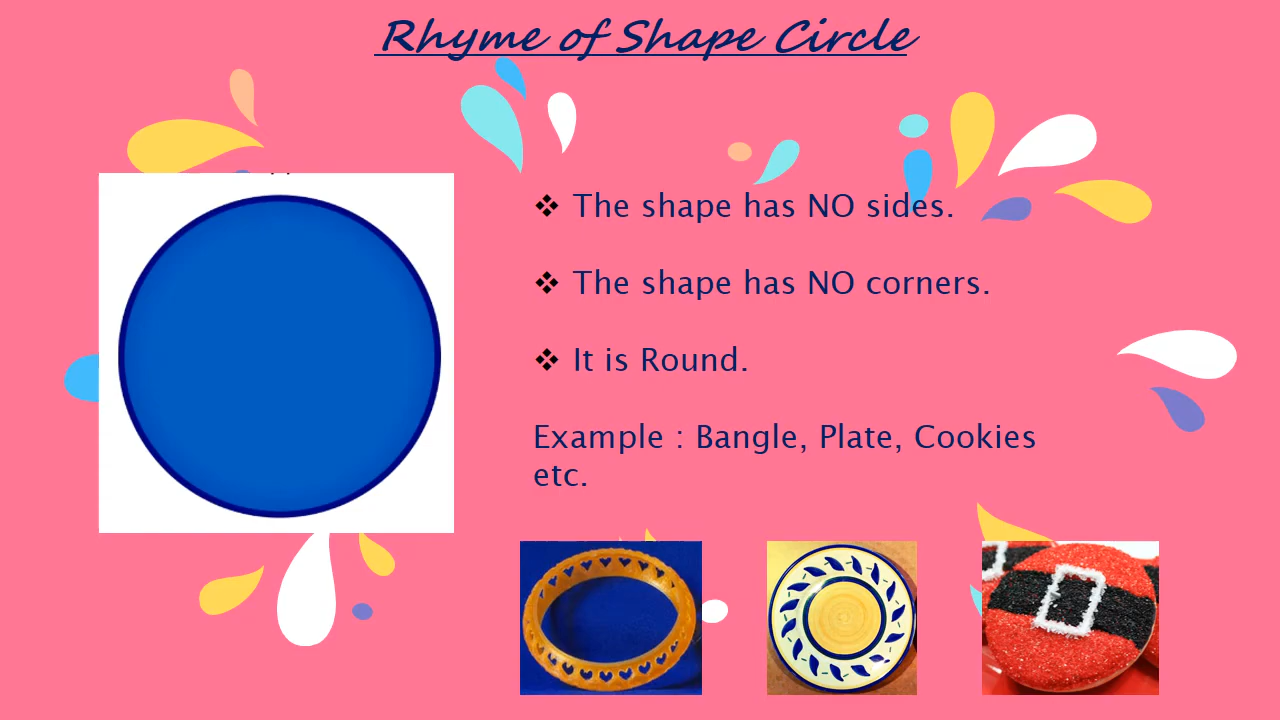 Rhyme of Shape Circle
❖ The shape has NO sides.
❖ The shape has NO corners.
❖ It is Round.
Example : Bangle, Plate, Cookies
etc.